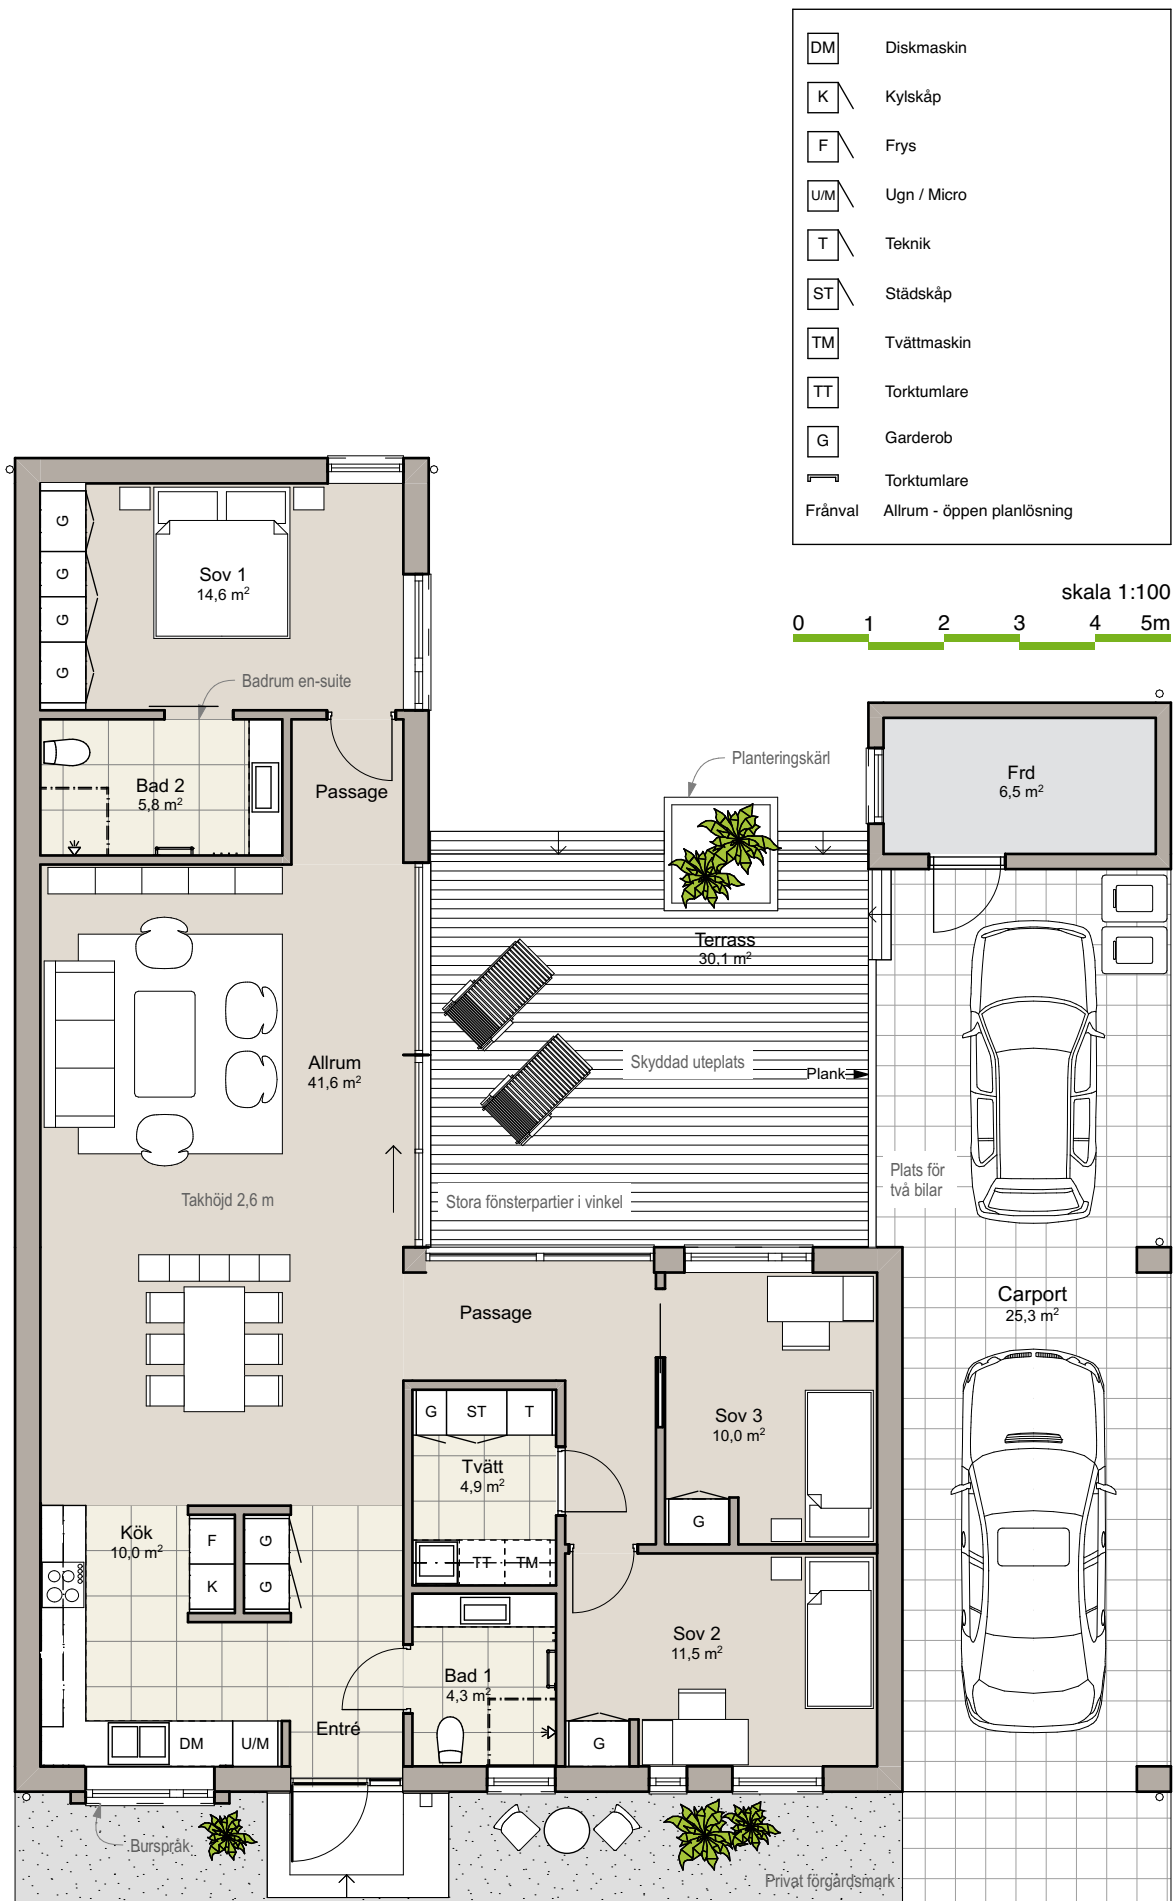 DM Diskmaskin
K Kylskåp
F Frys
U/M Ugn / Micro
T Teknik
ST Städskåp
TM Tvättmaskin
TT Torktumlare
G Garderob
Torktumlare
Frånval Allrum - öppen planlösning
skala 1:100
0 1 2 3 4 5m
G
G
G
G
Sov 1
14,6 m²
Badrum en-suite
Bad 2
5,8 m²
Passage
Planteringskärl
Frd
6,5 m²
Terrass
30,1 m²
Allrum
41,6 m²
Skyddad uteplats
Plank
Takhöjd 2,6 m
Stora fönsterpartier i vinkel
Plats för
två bilar
Passage
Carport
25,3 m²
G ST T
Tvätt
4,9 m²
TT TM
Sov 3
10,0 m²
G
Kök
10,0 m²
F G
K G
Sov 2
11,5 m²
G
Bad 1
4,3 m²
Entré
DM U/M
Burspråk
Privat förgårdsmark